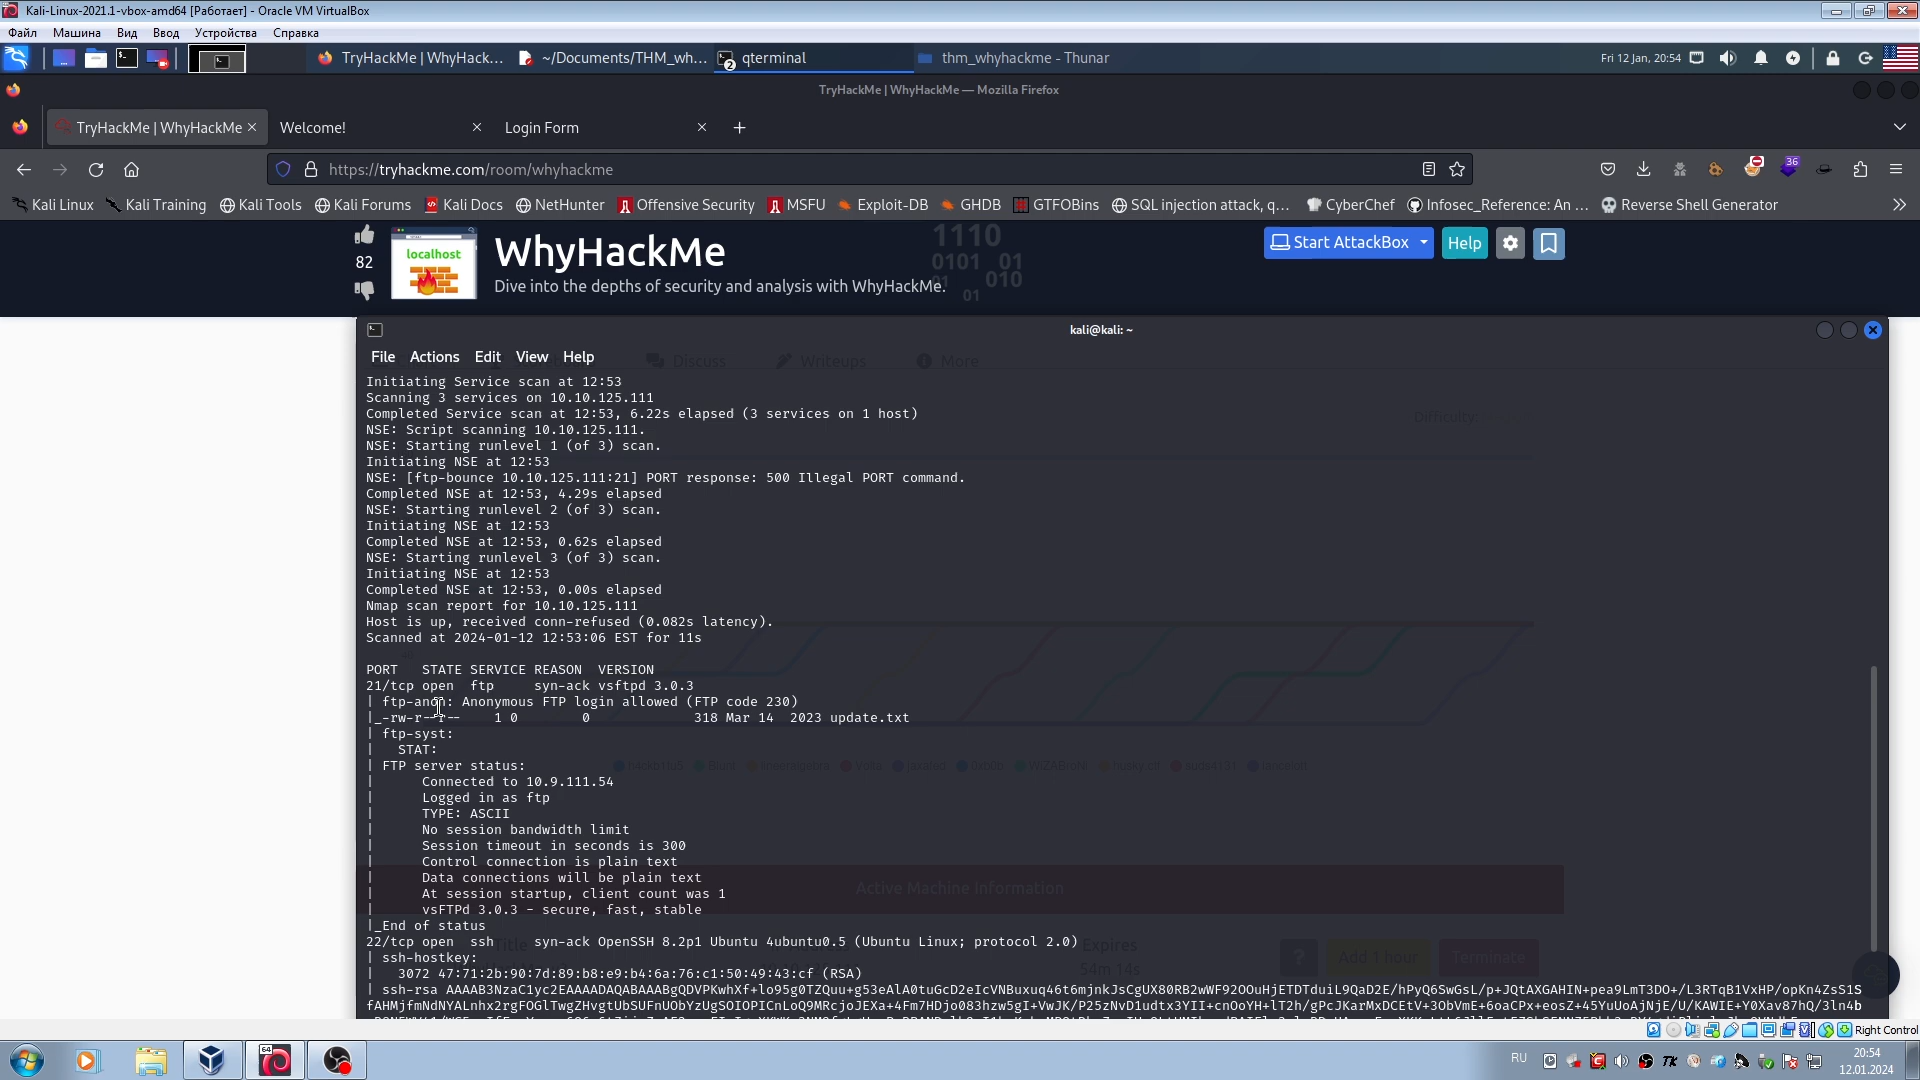 Kali-Linux-2021.1-vbox-amd64 [Работает] - Oracle VM VirtualBox
Файл Машина Вид Ввод Устройства Справка
TryHackMe | WhyHack... ~/Documents/THM_wh... qterminal thm_whyhackme - Thunar Fri 12 Jan, 20:54
TryHackMe | WhyHackMe — Mozilla Firefox
TryHackMe | WhyHackMe Welcome! Login Form
https://tryhackme.com/room/whyhackme 36
Kali Linux Kali Training Kali Tools Kali Forums Kali Docs NetHunter Offensive Security MSFU Exploit-DB GHDB GTFOBins SQL injection attack, q... CyberChef Infosec_Reference: An ... Reverse Shell Generator
82
localhost
WhyHackMe
Dive into the depths of security and analysis with WhyHackMe.
Start AttackBox Help
kali@kali: ~
File Actions Edit View Help
Discuss Writeups More
Difficulty:
Initiating Service scan at 12:53
Scanning 3 services on 10.10.125.111
Completed Service scan at 12:53, 6.22s elapsed (3 services on 1 host)
NSE: Script scanning 10.10.125.111.
NSE: Starting runlevel 1 (of 3) scan.
Initiating NSE at 12:53
NSE: [ftp-bounce 10.10.125.111:21] PORT response: 500 Illegal PORT command.
Completed NSE at 12:53, 4.29s elapsed
NSE: Starting runlevel 2 (of 3) scan.
Initiating NSE at 12:53
Completed NSE at 12:53, 0.62s elapsed
NSE: Starting runlevel 3 (of 3) scan.
Initiating NSE at 12:53
Completed NSE at 12:53, 0.00s elapsed
Nmap scan report for 10.10.125.111
Host is up, received conn-refused (0.082s latency).
Scanned at 2024-01-12 12:53:06 EST for 11s
PORT STATE SERVICE REASON VERSION
21/tcp open ftp syn-ack vsftpd 3.0.3
| ftp-anon: Anonymous FTP login allowed (FTP code 230)
|_-rw-r--r-- 1 0 0 318 Mar 14 2023 update.txt
| ftp-syst:
| STAT:
| FTP server status:
| Connected to 10.9.111.54
| Logged in as ftp
| TYPE: ASCII
| No session bandwidth limit
| Session timeout in seconds is 300
| Control connection is plain text
| Data connections will be plain text
| At session startup, client count was 1
| vsFTPd 3.0.3 - secure, fast, stable
|_End of status
22/tcp open ssh syn-ack OpenSSH 8.2p1 Ubuntu 4ubuntu0.5 (Ubuntu Linux; protocol 2.0)
| ssh-hostkey:
| 3072 47:71:2b:90:7d:89:b8:e9:b4:6a:76:c1:50:49:43:cf (RSA)
| ssh-rsa
Active Machine Information
Title Expires
54m 14s ? Add 1 hour Terminate
Right Control
RU 20:54
12.01.2024